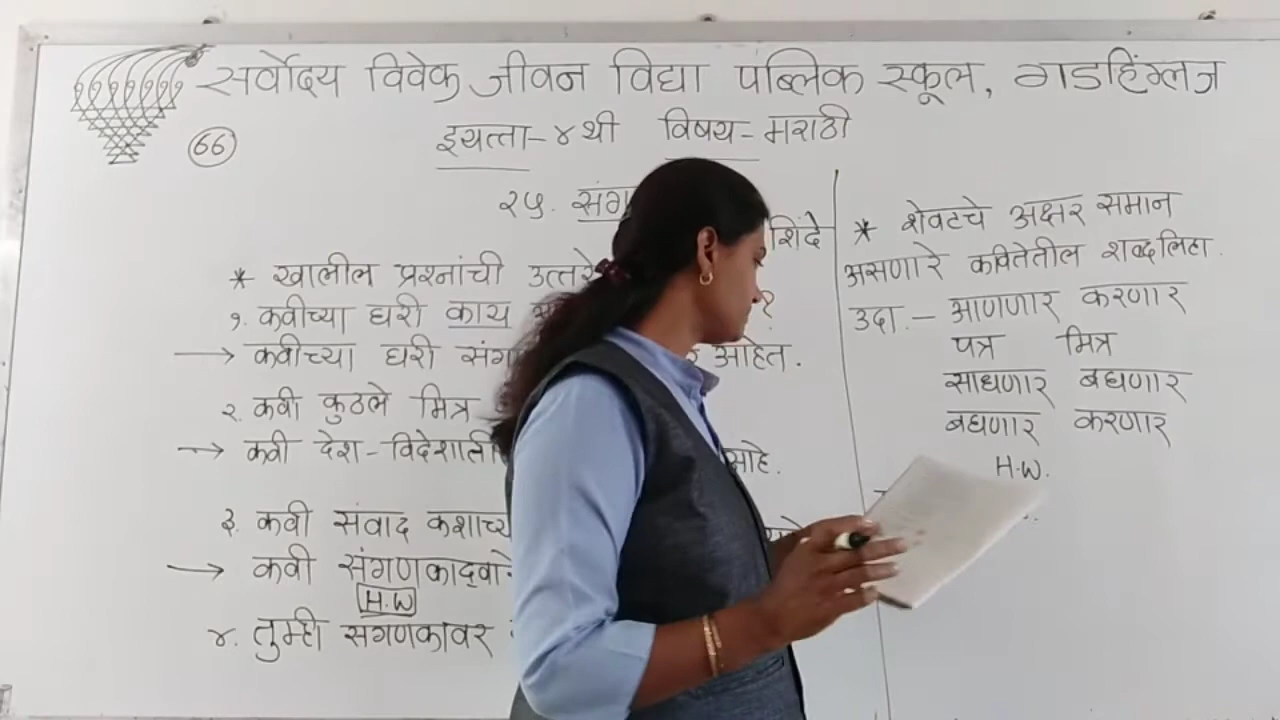 सर्वोदय विवेक जीवन विद्या पब्लिक स्कूल, गडहिंग्लज
66
इयत्ता-४थी विषय-मराठी
२५.
शिंदे
* खालील प्रश्नांची
१. कवीच्या घरी काय ?
→ कवीच्या घरी आहेत.
२. कवी कुठले मित्र
→ कवी देश-विदेशातील आहे.
३. कवी संवाद कशाच्या
→ कवी संगणकाद्वारे
H.W
४. तुम्ही संगणकावर
* शेवटचे अक्षर समान
असणारे कवितेतील शब्द लिहा.
उदा.- आणणार करणार
पत्र मित्र
साधणार बघणार
बघणार करणार
H.W.